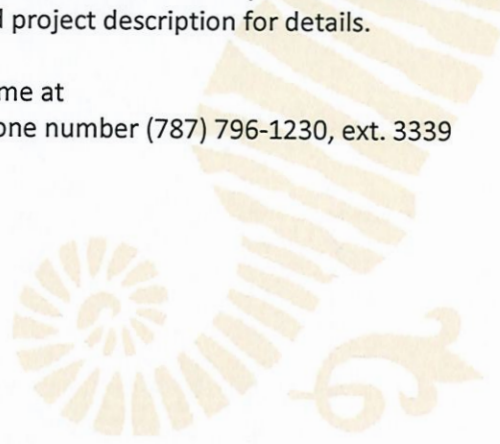 project description for details.
me at
one number (787) 796-1230, ext. 3339